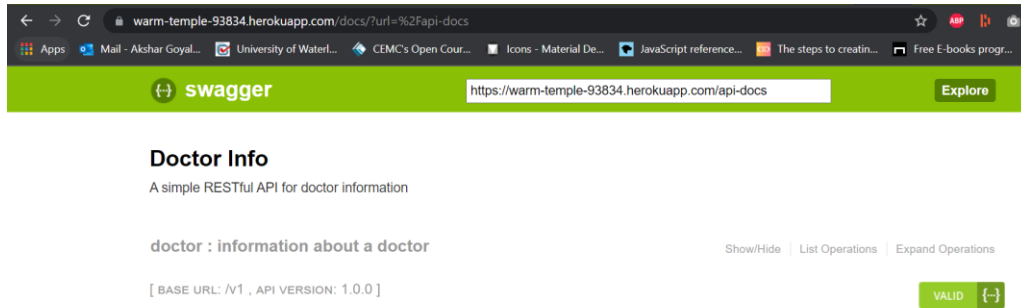 warm-temple-93834.herokuapp.com/docs/?url=%2Fapi-docs
ABP
Apps Mail - Akshar Goyal... University of Waterl... CEMC's Open Cour... Icons - Material De... JavaScript reference... The steps to creatin... Free E-books progr...
{···} swagger https://warm-temple-93834.herokuapp.com/api-docs Explore
Doctor Info
A simple RESTful API for doctor information
doctor : information about a doctor Show/Hide List Operations Expand Operations
[ BASE URL: /v1 , API VERSION: 1.0.0 ] VALID {···}